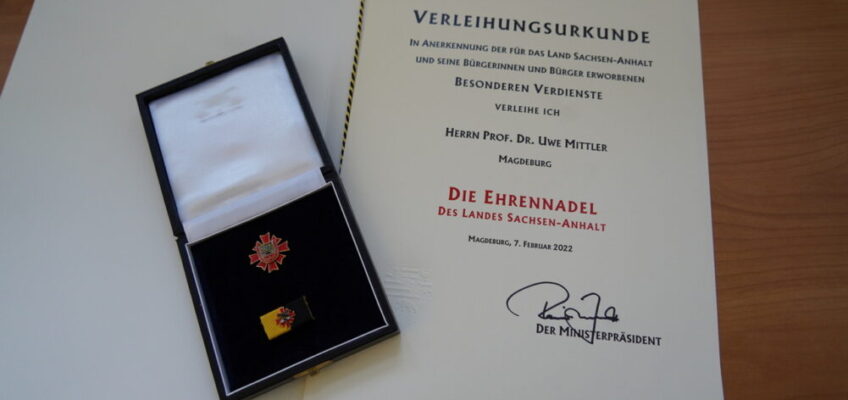 VERLEIHUNGSURKUNDE
IN ANERKENNUNG DER FÜR DAS LAND SACHSEN-ANHALT
UND SEINE BÜRGERINNEN UND BÜRGER ERWORBENEN
BESONDEREN VERDIENSTE
VERLEIHE ICH
HERRN PROF. DR. UWE MITTLER
MAGDEBURG
DIE EHRENNADEL
DES LANDES SACHSEN-ANHALT
MAGDEBURG, 7. FEBRUAR 2022
DER MINISTERPRÄSIDENT